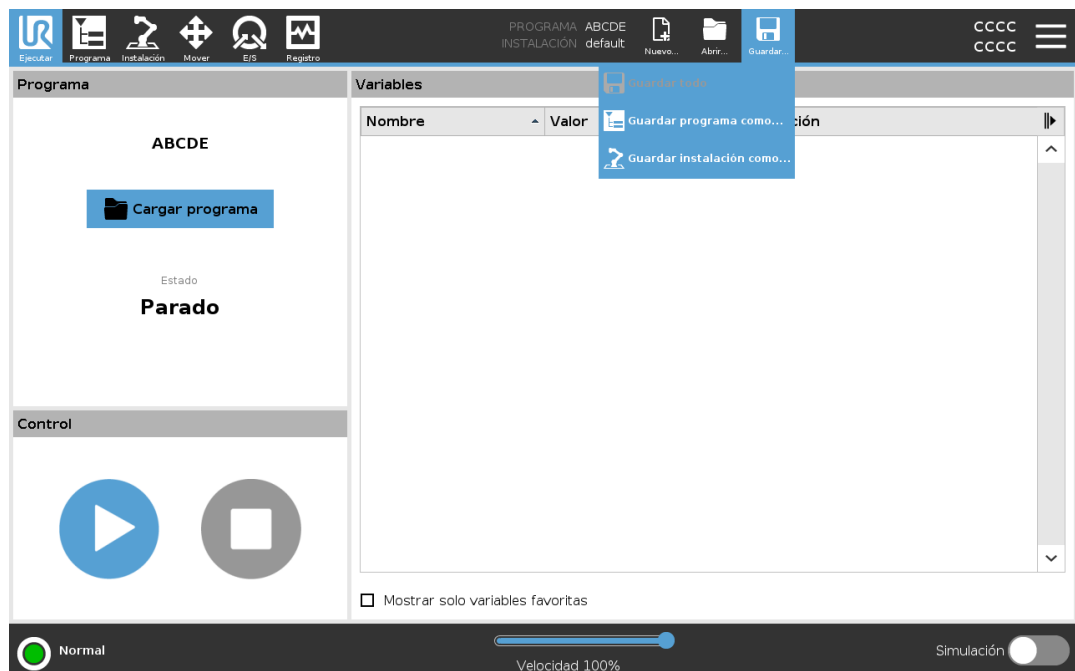 PROGRAMA ABCDE
INSTALACIÓN default
CCCC
CCCC
Ejecutar Programa Instalación Mover E/S Registro
Nuevo... Abrir... Guardar...
Programa
Variables
Guardar todo
Guardar programa como...
Guardar instalación como...
Nombre Valor ción
ABCDE
Cargar programa
Estado
Parado
Control
Mostrar solo variables favoritas
Normal
Velocidad 100%
Simulación